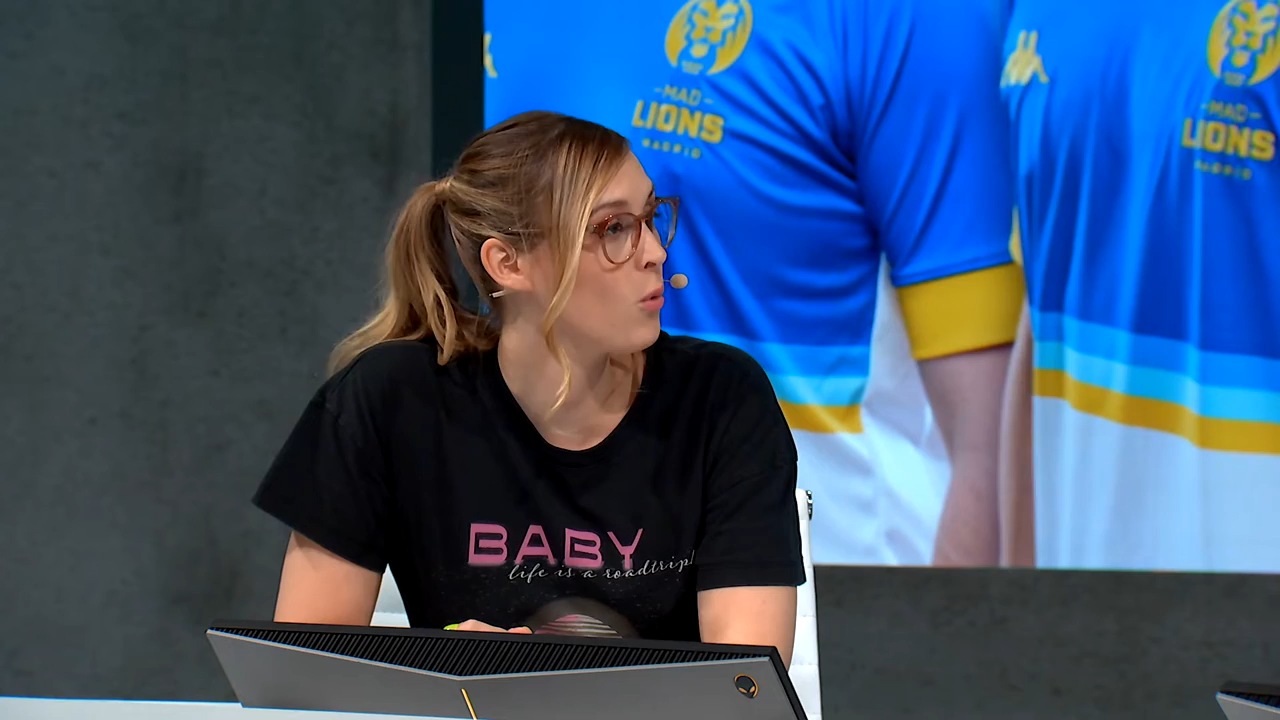 -MAD-
LIONS
MADRID
-MAD-
LIONS
MADRID
BABY
life is a roadtrip!